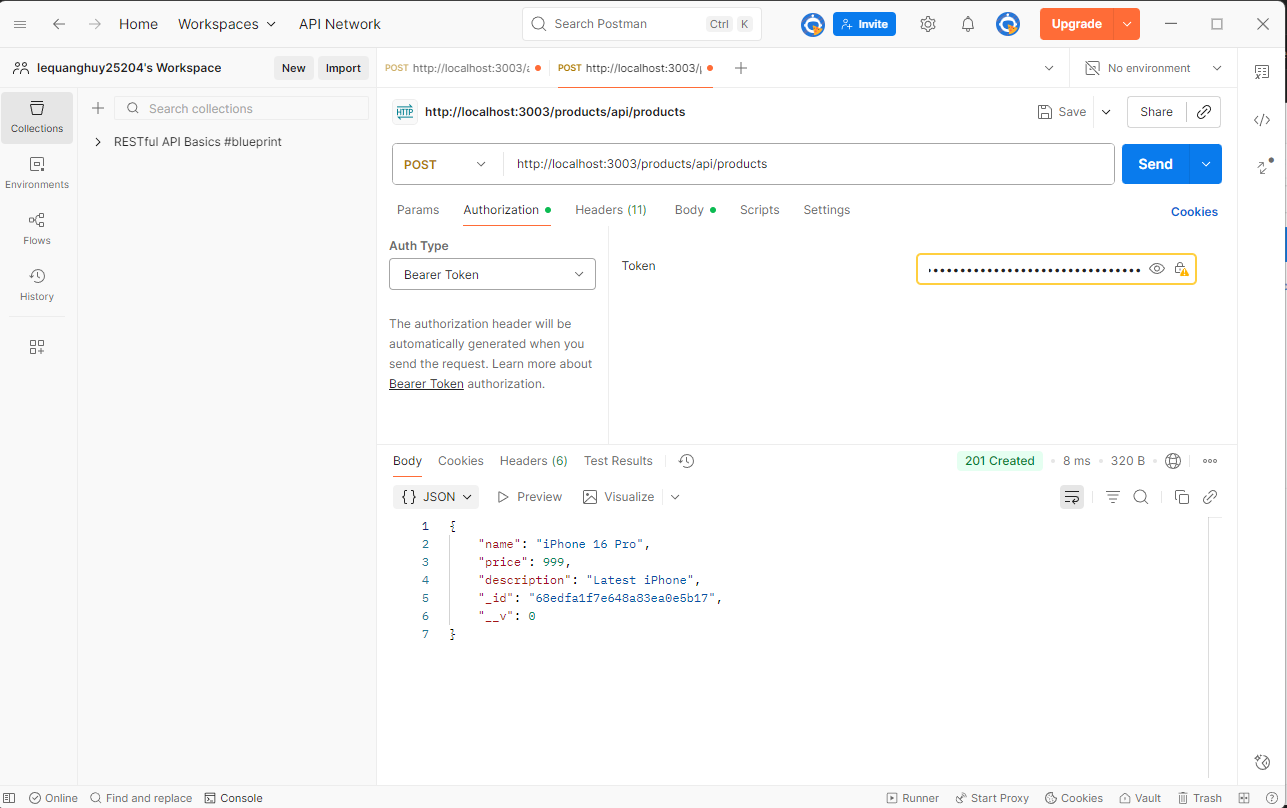 Home
Workspaces
API Network
Search Postman
Ctrl
K
Invite
Upgrade
lequanghuy25204's Workspace
New
Import
POST http://localhost:3003/a
POST http://localhost:3003/p
No environment
Collections
Environments
Flows
History
Search collections
RESTful API Basics #blueprint
HTTP
http://localhost:3003/products/api/products
Save
Share
POST
http://localhost:3003/products/api/products
Send
Params
Authorization
Headers (11)
Body
Scripts
Settings
Cookies
Auth Type
Bearer Token
The authorization header will be
automatically generated when you
send the request. Learn more about
Bearer Token authorization.
Token
Body
Cookies
Headers (6)
Test Results
201 Created
8 ms
320 B
{} JSON
Preview
Visualize
1 {
2 "name": "iPhone 16 Pro",
3 "price": 999,
4 "description": "Latest iPhone",
5 "_id": "68edfa1f7e648a83ea0e5b17",
6 "__v": 0
7 }
Online
Find and replace
Console
Runner
Start Proxy
Cookies
Vault
Trash